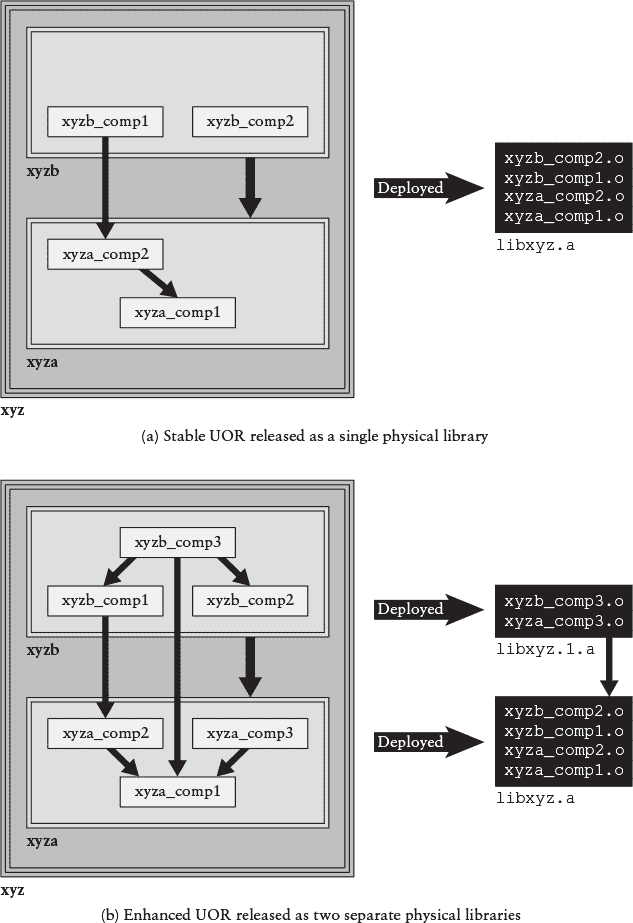 xyzb_comp1
xyzb_comp2
xyzb
xyza_comp2
xyza_comp1
xyza
xyz
Deployed
xyzb_comp2.o
xyzb_comp1.o
xyza_comp2.o
xyza_comp1.o
libxyz.a
(a) Stable UOR released as a single physical library
xyzb_comp3
xyzb_comp1
xyzb_comp2
xyzb
xyza_comp2
xyza_comp3
xyza_comp1
xyza
xyz
Deployed
xyzb_comp3.o
xyza_comp3.o
libxyz.1.a
Deployed
xyzb_comp2.o
xyzb_comp1.o
xyza_comp2.o
xyza_comp1.o
libxyz.a
(b) Enhanced UOR released as two separate physical libraries